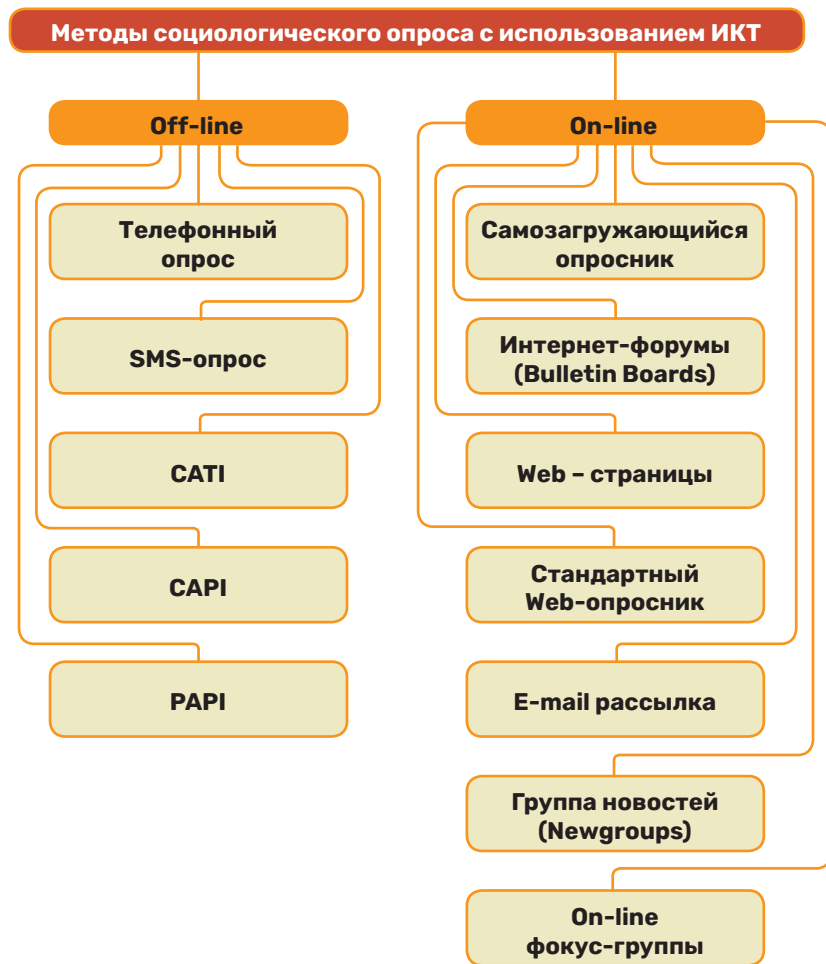 Методы социологического опроса с использованием ИКТ
Off-line
Телефонный
опрос
SMS-опрос
CATI
CAPI
PAPI
On-line
Самозагружающийся
опросник
Интернет-форумы
(Bulletin Boards)
Web – страницы
Стандартный
Web-опросник
E-mail рассылка
Группа новостей
(Newgroups)
On-line
фокус-группы